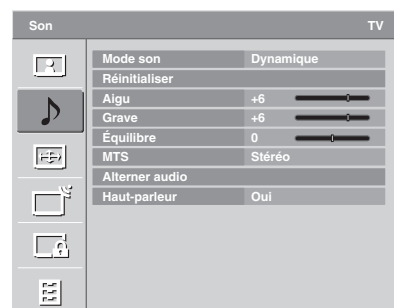 Son TV
Mode son Dynamique
Réinitialiser
Aigu +6
Grave +6
Équilibre 0
MTS Stéréo
Alterner audio
Haut-parleur Oui